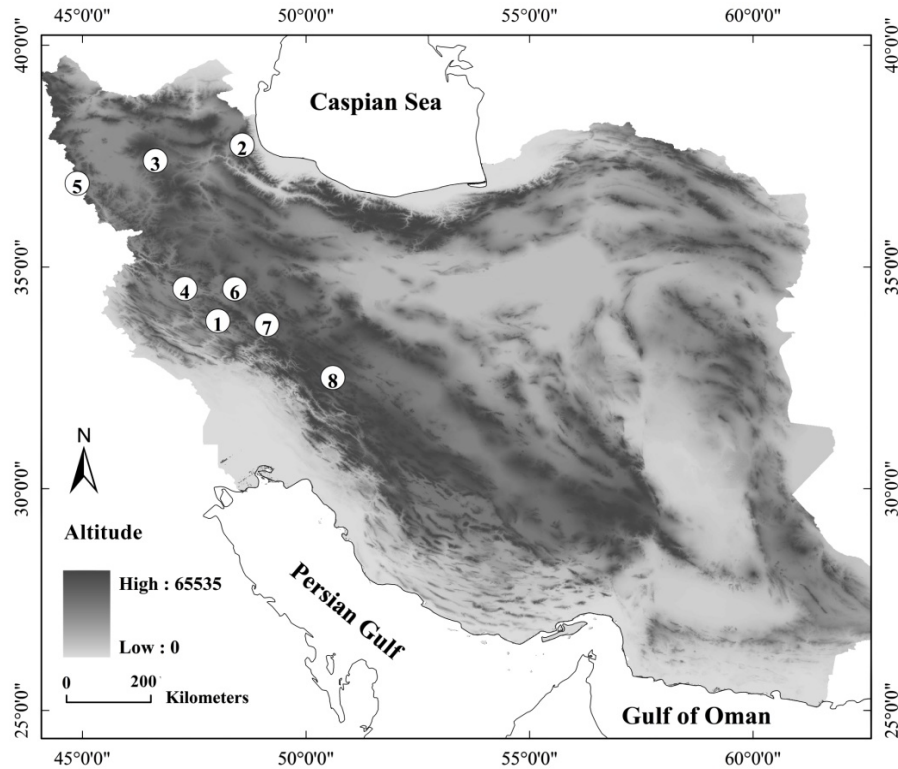 45°0'0" 50°0'0" 55°0'0" 60°0'0"
40°0'0" 40°0'0"
Caspian Sea
2
3
5
35°0'0" 35°0'0"
4 6
1 7
8
N
30°0'0" 30°0'0"
Altitude
High : 65535
Low : 0
Persian Gulf
0 200
Kilometers
Gulf of Oman
25°0'0" 25°0'0"
45°0'0" 50°0'0" 55°0'0" 60°0'0"